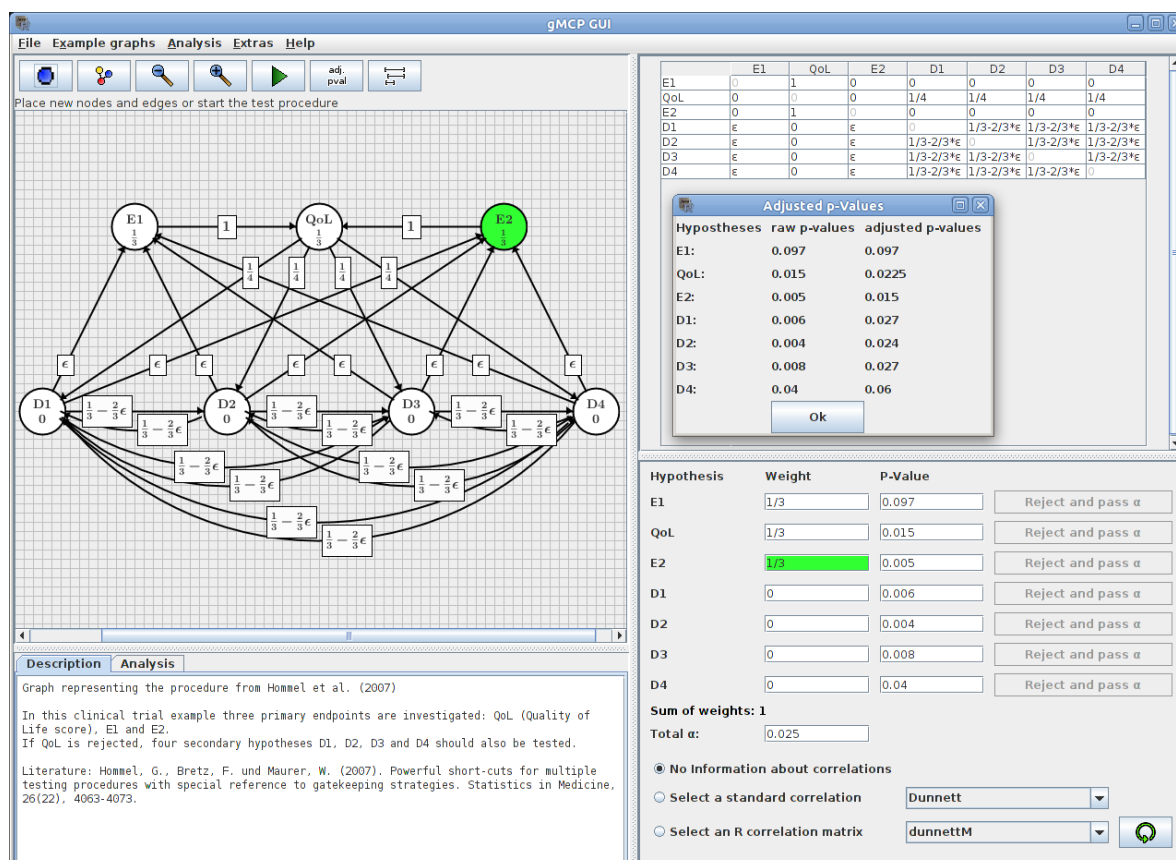 gMCP GUI
File Example graphs Analysis Extras Help
adj. pval
Place new nodes and edges or start the test procedure
E1 1/3
1
QoL 1/3
1
E2 1/3
1/4 1/4 1/4 1/4
ϵ ϵ ϵ ϵ ϵ ϵ ϵ ϵ
D1 0
1/3 − 2/3ϵ
1/3 − 2/3ϵ
D2 0
1/3 − 2/3ϵ
1/3 − 2/3ϵ
D3 0
1/3 − 2/3ϵ
1/3 − 2/3ϵ
D4 0
1/3 − 2/3ϵ
1/3 − 2/3ϵ
1/3 − 2/3ϵ
1/3 − 2/3ϵ
1/3 − 2/3ϵ
1/3 − 2/3ϵ
Description Analysis
Graph representing the procedure from Hommel et al. (2007)
In this clinical trial example three primary endpoints are investigated: QoL (Quality of
Life score), E1 and E2.
If QoL is rejected, four secondary hypotheses D1, D2, D3 and D4 should also be tested.
Literature: Hommel, G., Bretz, F. und Maurer, W. (2007). Powerful short-cuts for multiple
testing procedures with special reference to gatekeeping strategies. Statistics in Medicine,
26(22), 4063-4073.
E1 QoL E2 D1 D2 D3 D4
E1 0 1 0 0 0 0 0
QoL 0 0 0 1/4 1/4 1/4 1/4
E2 0 1 0 0 0 0 0
D1 ε 0 ε 0 1/3-2/3*ε 1/3-2/3*ε 1/3-2/3*ε
D2 ε 0 ε 1/3-2/3*ε 0 1/3-2/3*ε 1/3-2/3*ε
D3 ε 0 ε 1/3-2/3*ε 1/3-2/3*ε 0 1/3-2/3*ε
D4 ε 0 ε 1/3-2/3*ε 1/3-2/3*ε 1/3-2/3*ε 0
Adjusted p-Values
Hypostheses raw p-values adjusted p-values
E1: 0.097 0.097
QoL: 0.015 0.0225
E2: 0.005 0.015
D1: 0.006 0.027
D2: 0.004 0.024
D3: 0.008 0.027
D4: 0.04 0.06
Ok
Hypothesis Weight P-Value
E1 1/3 0.097 Reject and pass α
QoL 1/3 0.015 Reject and pass α
E2 1/3 0.005 Reject and pass α
D1 0 0.006 Reject and pass α
D2 0 0.004 Reject and pass α
D3 0 0.008 Reject and pass α
D4 0 0.04 Reject and pass α
Sum of weights: 1
Total α: 0.025
No Information about correlations
Select a standard correlation Dunnett
Select an R correlation matrix dunnettM